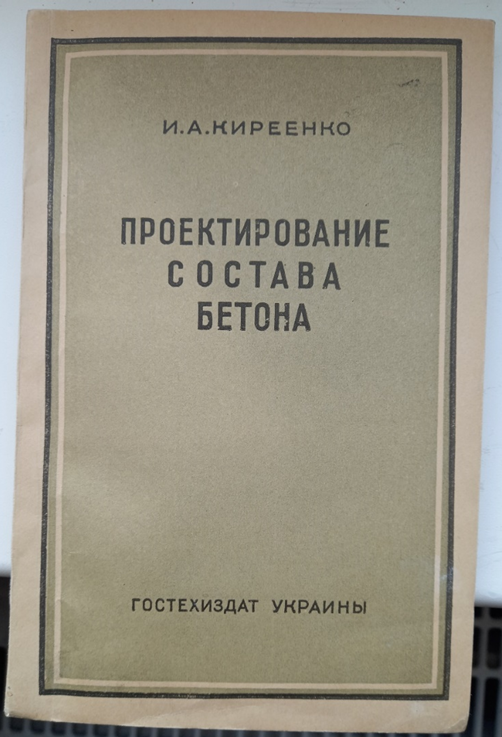 И.А.КИРЕЕНКО
ПРОЕКТИРОВАНИЕ
СОСТАВА
БЕТОНА
ГОСТЕХИЗДАТ УКРАИНЫ